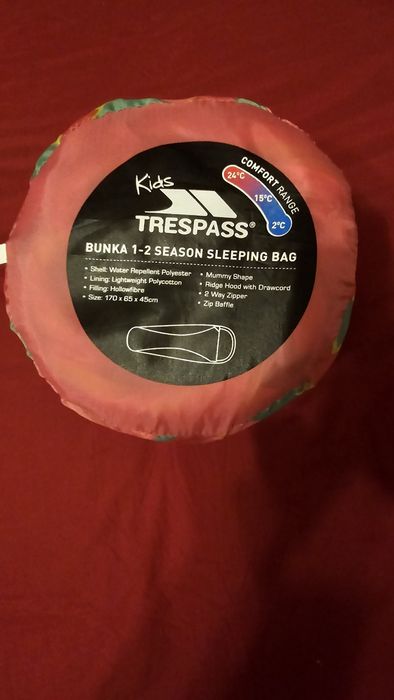 Kids
TRESPASS®
COMFORT RANGE
24°C
15°C
2°C
BUNKA 1-2 SEASON SLEEPING BAG
• Shell: Water Repellent Polyester
• Lining: Lightweight Polycotton
• Filling: Hollowfibre
• Size: 170 x 65 x 45cm
• Mummy Shape
• Ridge Hood with Drawcord
• 2 Way Zipper
• Zip Baffle